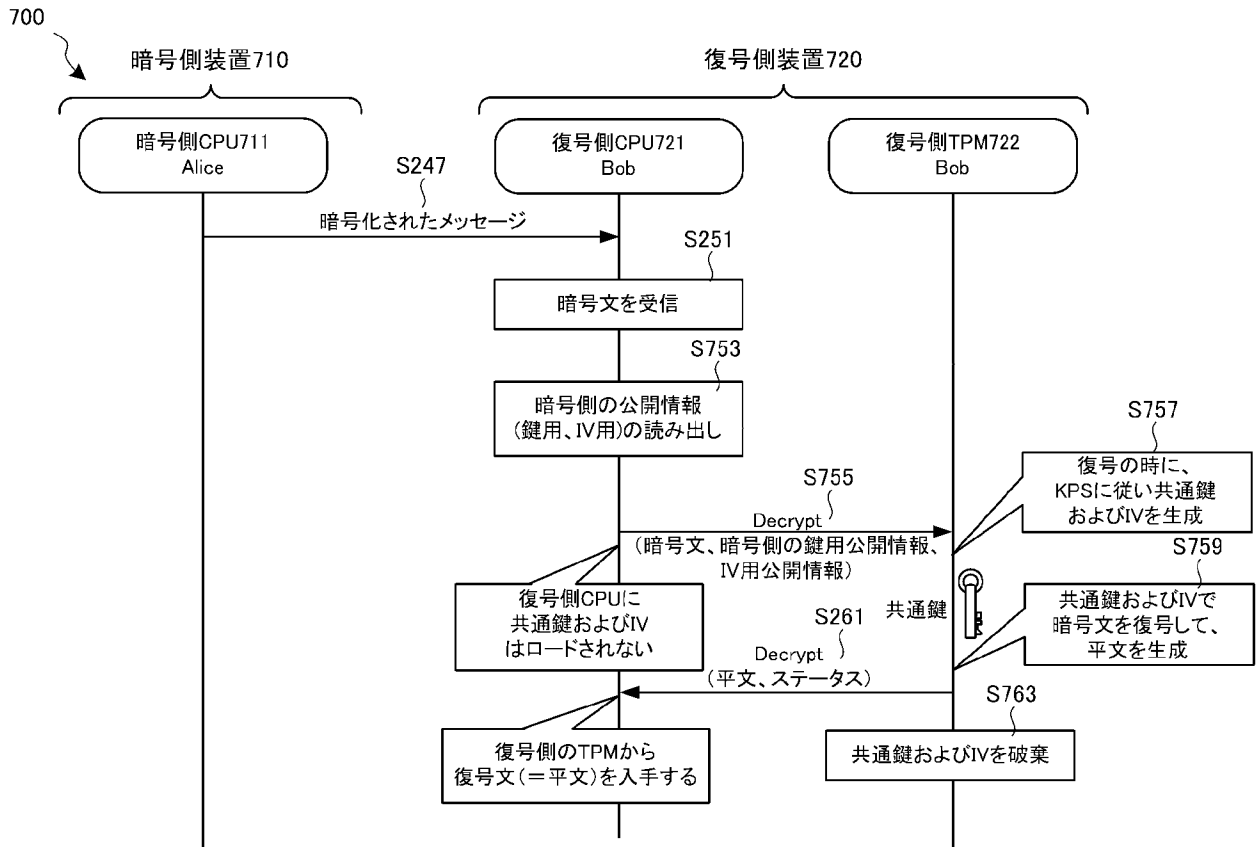 700
暗号側装置710
復号側装置720
暗号側CPU711
Alice
復号側CPU721
Bob
復号側TPM722
Bob
S247
暗号化されたメッセージ
S251
暗号文を受信
S753
暗号側の公開情報
(鍵用、IV用)の読み出し
S755
Decrypt
(暗号文、暗号側の鍵用公開情報、
IV用公開情報)
S757
復号の時に、
KPSに従い共通鍵
およびIVを生成
復号側CPUに
共通鍵およびIV
はロードされない
共通鍵
S759
共通鍵およびIVで
暗号文を復号して、
平文を生成
S261
Decrypt
(平文、ステータス)
復号側のTPMから
復号文(=平文)を入手する
S763
共通鍵およびIVを破棄